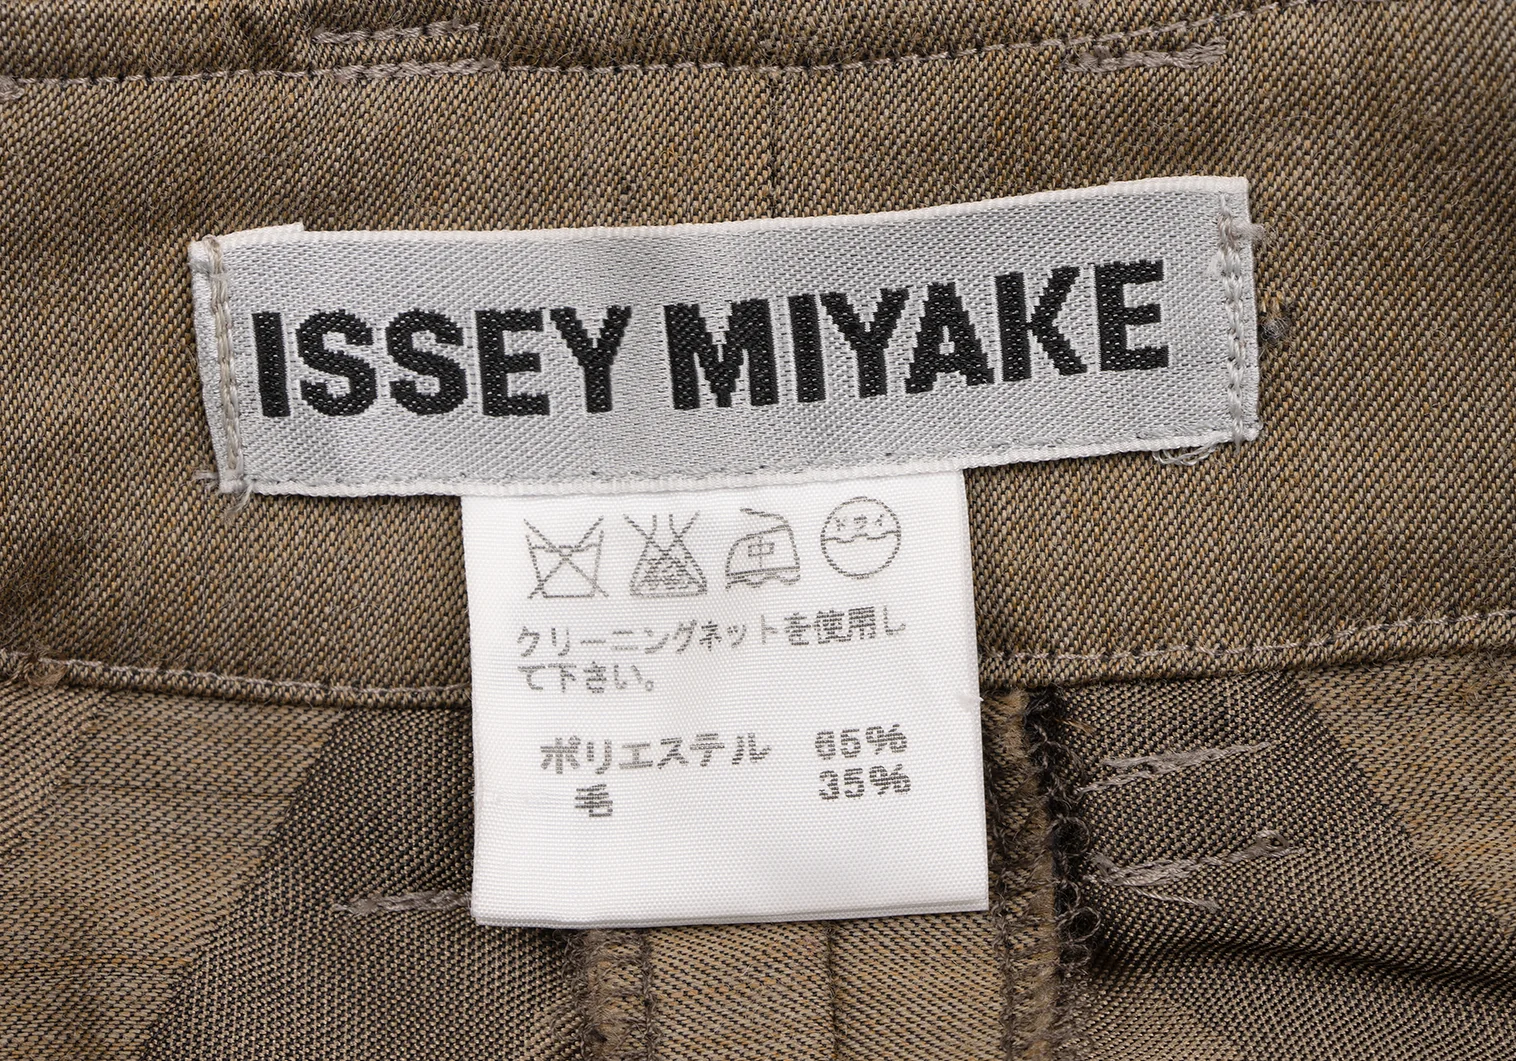 ISSEY MIYAKE
中 ドライ
クリーニングネットを使用し
て下さい。
ポリエステル 65%
毛 35%